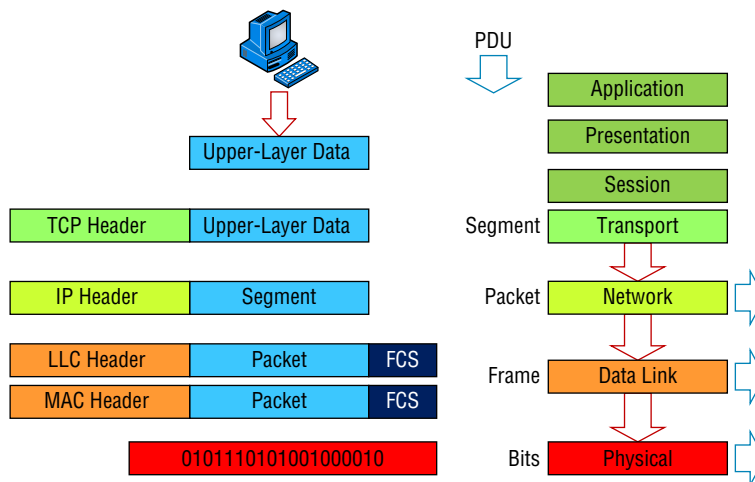 PDU
Application
Upper-Layer Data
Presentation
Session
TCP Header Upper-Layer Data Segment Transport
IP Header Segment Packet Network
LLC Header Packet FCS
Frame Data Link
MAC Header Packet FCS
0101110101001000010 Bits Physical